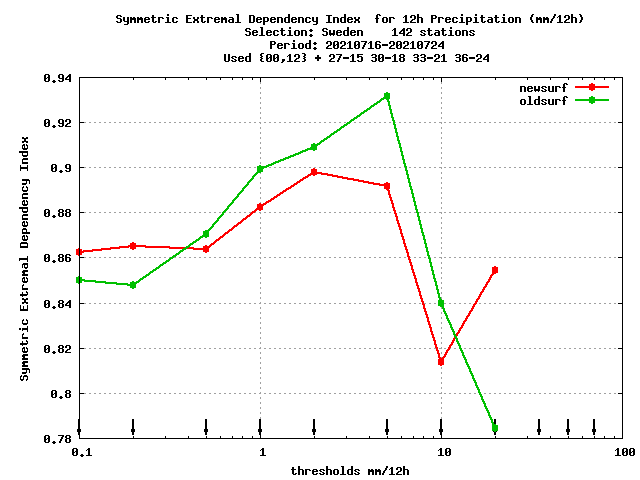 Symmetric Extremal Dependency Index  for 12h Precipitation (mm/12h)
Selection: Sweden    142 stations
Period: 20210716-20210724
Used {00,12} + 27-15 30-18 33-21 36-24
newsurf
oldsurf
0.94
0.92
0.9
0.88
0.86
0.84
0.82
0.8
0.78
Symmetric Extremal Dependency Index
0.1 1 10 100
thresholds mm/12h